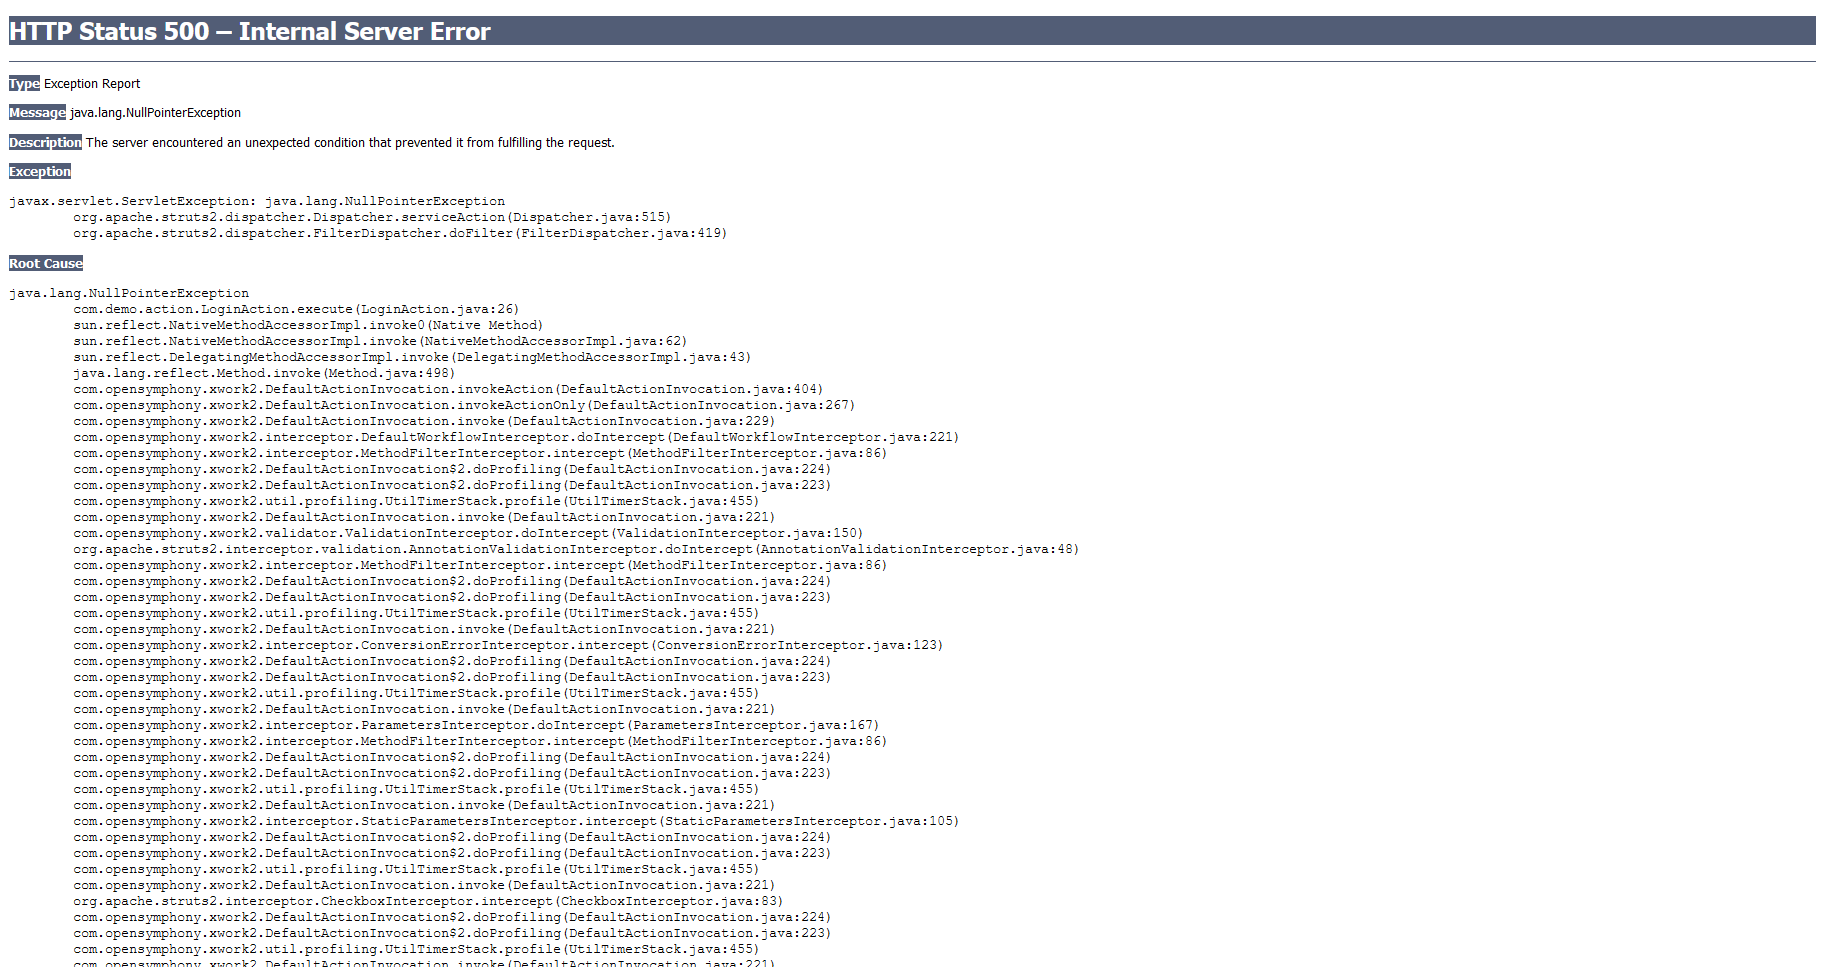 HTTP Status 500 – Internal Server Error
Type Exception Report
Message java.lang.NullPointerException
Description The server encountered an unexpected condition that prevented it from fulfilling the request.
Exception
javax.servlet.ServletException: java.lang.NullPointerException
org.apache.struts2.dispatcher.Dispatcher.serviceAction(Dispatcher.java:515)
org.apache.struts2.dispatcher.FilterDispatcher.doFilter(FilterDispatcher.java:419)
Root Cause
java.lang.NullPointerException
com.demo.action.LoginAction.execute(LoginAction.java:26)
sun.reflect.NativeMethodAccessorImpl.invoke0(Native Method)
sun.reflect.NativeMethodAccessorImpl.invoke(NativeMethodAccessorImpl.java:62)
sun.reflect.DelegatingMethodAccessorImpl.invoke(DelegatingMethodAccessorImpl.java:43)
java.lang.reflect.Method.invoke(Method.java:498)
com.opensymphony.xwork2.DefaultActionInvocation.invokeAction(DefaultActionInvocation.java:404)
com.opensymphony.xwork2.DefaultActionInvocation.invokeActionOnly(DefaultActionInvocation.java:267)
com.opensymphony.xwork2.DefaultActionInvocation.invoke(DefaultActionInvocation.java:229)
com.opensymphony.xwork2.interceptor.DefaultWorkflowInterceptor.doIntercept(DefaultWorkflowInterceptor.java:221)
com.opensymphony.xwork2.interceptor.MethodFilterInterceptor.intercept(MethodFilterInterceptor.java:86)
com.opensymphony.xwork2.DefaultActionInvocation$2.doProfiling(DefaultActionInvocation.java:224)
com.opensymphony.xwork2.DefaultActionInvocation$2.doProfiling(DefaultActionInvocation.java:223)
com.opensymphony.xwork2.util.profiling.UtilTimerStack.profile(UtilTimerStack.java:455)
com.opensymphony.xwork2.DefaultActionInvocation.invoke(DefaultActionInvocation.java:221)
com.opensymphony.xwork2.validator.ValidationInterceptor.doIntercept(ValidationInterceptor.java:150)
org.apache.struts2.interceptor.validation.AnnotationValidationInterceptor.doIntercept(AnnotationValidationInterceptor.java:48)
com.opensymphony.xwork2.interceptor.MethodFilterInterceptor.intercept(MethodFilterInterceptor.java:86)
com.opensymphony.xwork2.DefaultActionInvocation$2.doProfiling(DefaultActionInvocation.java:224)
com.opensymphony.xwork2.DefaultActionInvocation$2.doProfiling(DefaultActionInvocation.java:223)
com.opensymphony.xwork2.util.profiling.UtilTimerStack.profile(UtilTimerStack.java:455)
com.opensymphony.xwork2.DefaultActionInvocation.invoke(DefaultActionInvocation.java:221)
com.opensymphony.xwork2.interceptor.ConversionErrorInterceptor.intercept(ConversionErrorInterceptor.java:123)
com.opensymphony.xwork2.DefaultActionInvocation$2.doProfiling(DefaultActionInvocation.java:224)
com.opensymphony.xwork2.DefaultActionInvocation$2.doProfiling(DefaultActionInvocation.java:223)
com.opensymphony.xwork2.util.profiling.UtilTimerStack.profile(UtilTimerStack.java:455)
com.opensymphony.xwork2.DefaultActionInvocation.invoke(DefaultActionInvocation.java:221)
com.opensymphony.xwork2.interceptor.ParametersInterceptor.doIntercept(ParametersInterceptor.java:167)
com.opensymphony.xwork2.interceptor.MethodFilterInterceptor.intercept(MethodFilterInterceptor.java:86)
com.opensymphony.xwork2.DefaultActionInvocation$2.doProfiling(DefaultActionInvocation.java:224)
com.opensymphony.xwork2.DefaultActionInvocation$2.doProfiling(DefaultActionInvocation.java:223)
com.opensymphony.xwork2.util.profiling.UtilTimerStack.profile(UtilTimerStack.java:455)
com.opensymphony.xwork2.DefaultActionInvocation.invoke(DefaultActionInvocation.java:221)
com.opensymphony.xwork2.interceptor.StaticParametersInterceptor.intercept(StaticParametersInterceptor.java:105)
com.opensymphony.xwork2.DefaultActionInvocation$2.doProfiling(DefaultActionInvocation.java:224)
com.opensymphony.xwork2.DefaultActionInvocation$2.doProfiling(DefaultActionInvocation.java:223)
com.opensymphony.xwork2.util.profiling.UtilTimerStack.profile(UtilTimerStack.java:455)
com.opensymphony.xwork2.DefaultActionInvocation.invoke(DefaultActionInvocation.java:221)
org.apache.struts2.interceptor.CheckboxInterceptor.intercept(CheckboxInterceptor.java:83)
com.opensymphony.xwork2.DefaultActionInvocation$2.doProfiling(DefaultActionInvocation.java:224)
com.opensymphony.xwork2.DefaultActionInvocation$2.doProfiling(DefaultActionInvocation.java:223)
com.opensymphony.xwork2.util.profiling.UtilTimerStack.profile(UtilTimerStack.java:455)
com.opensymphony.xwork2.DefaultActionInvocation.invoke(DefaultActionInvocation.java:221)